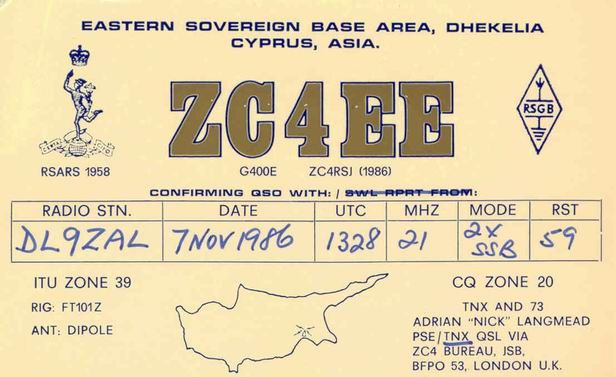 EASTERN SOVEREIGN BASE AREA, DHEKELIA
CYPRUS, ASIA.
ZC4EE
RSGB
RSARS 1958
G400E ZC4RSJ (1986)
CONFIRMING QSO WITH: / SWL RPRT FROM:
RADIO STN. DATE UTC MHZ MODE RST
DL9ZAL 7 NOV 1986 1328 21 2X SSB 59
ITU ZONE 39
RIG: FT101Z
ANT: DIPOLE
CQ ZONE 20
TNX AND 73
ADRIAN "NICK" LANGMEAD
PSE/TNX QSL VIA
ZC4 BUREAU, JSB,
BFPO 53, LONDON U.K.